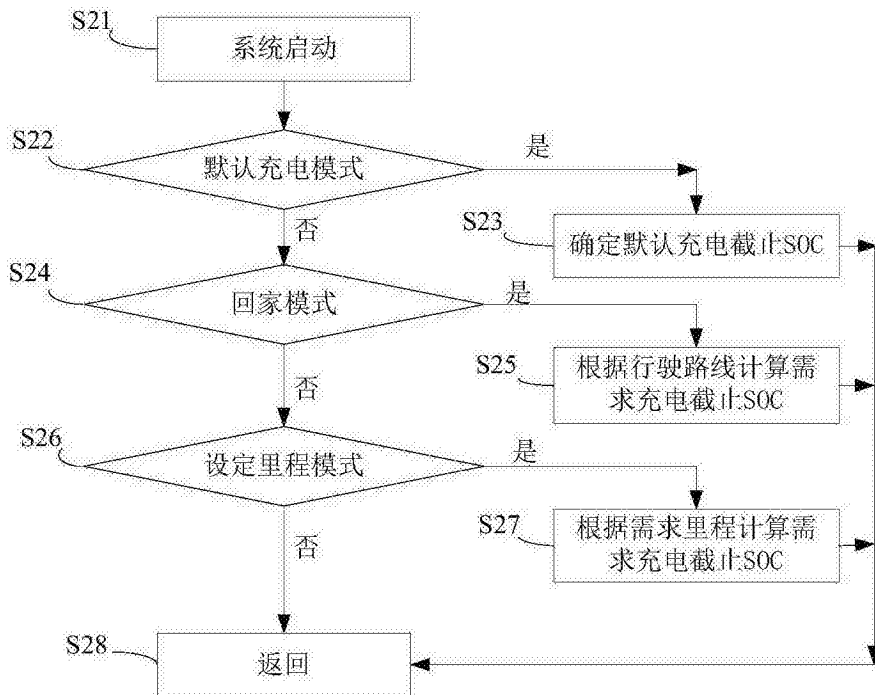 S21
系统启动
S22
默认充电模式
是
否
S23
确定默认充电截止SOC
S24
回家模式
是
否
S25
根据行驶路线计算需
求充电截止SOC
S26
设定里程模式
是
否
S27
根据需求里程计算需
求充电截止SOC
S28
返回